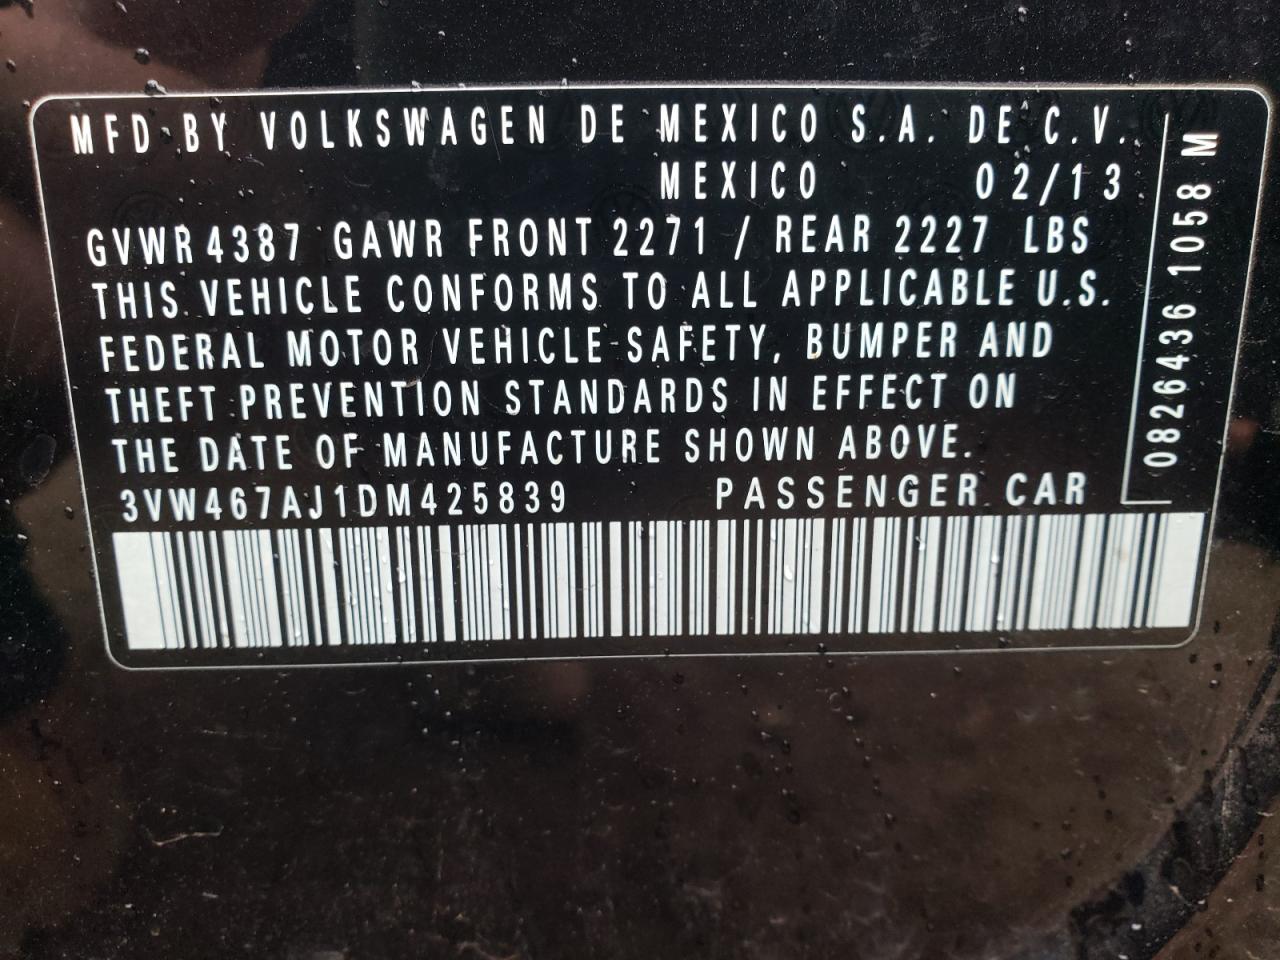 MFD BY VOLKSWAGEN DE MEXICO S.A. DE C.V.
MEXICO 02/13
GVWR 4387 GAWR FRONT 2271 / REAR 2227 LBS
THIS VEHICLE CONFORMS TO ALL APPLICABLE U.S.
FEDERAL MOTOR VEHICLE SAFETY, BUMPER AND
THEFT PREVENTION STANDARDS IN EFFECT ON
THE DATE OF MANUFACTURE SHOWN ABOVE.
3VW467AJ1DM425839 PASSENGER CAR
0826436 1058 M